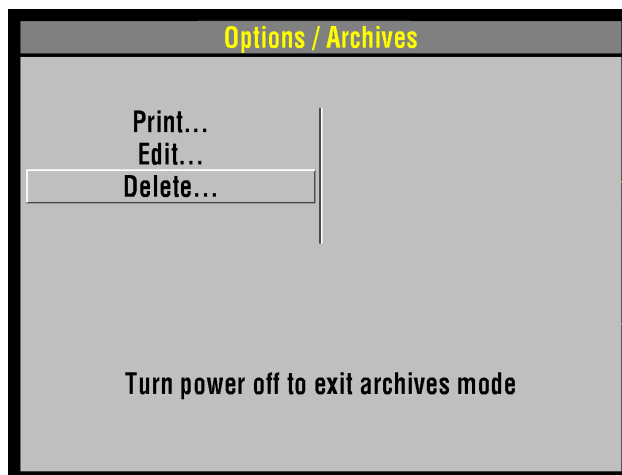 Options / Archives
Print...
Edit...
Delete...
Turn power off to exit archives mode